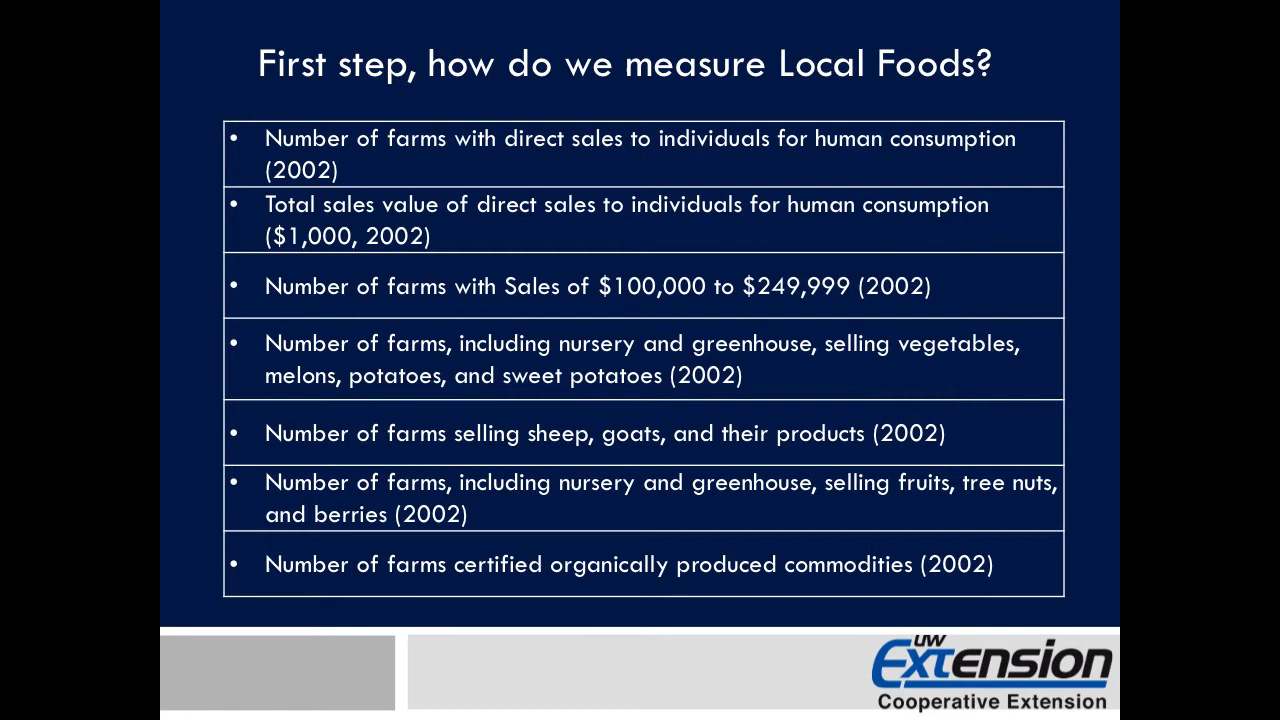 First step, how do we measure Local Foods?
• Number of farms with direct sales to individuals for human consumption
(2002)
• Total sales value of direct sales to individuals for human consumption
($1,000, 2002)
• Number of farms with Sales of $100,000 to $249,999 (2002)
• Number of farms, including nursery and greenhouse, selling vegetables,
melons, potatoes, and sweet potatoes (2002)
• Number of farms selling sheep, goats, and their products (2002)
• Number of farms, including nursery and greenhouse, selling fruits, tree nuts,
and berries (2002)
• Number of farms certified organically produced commodities (2002)
UW
Extension
Cooperative Extension